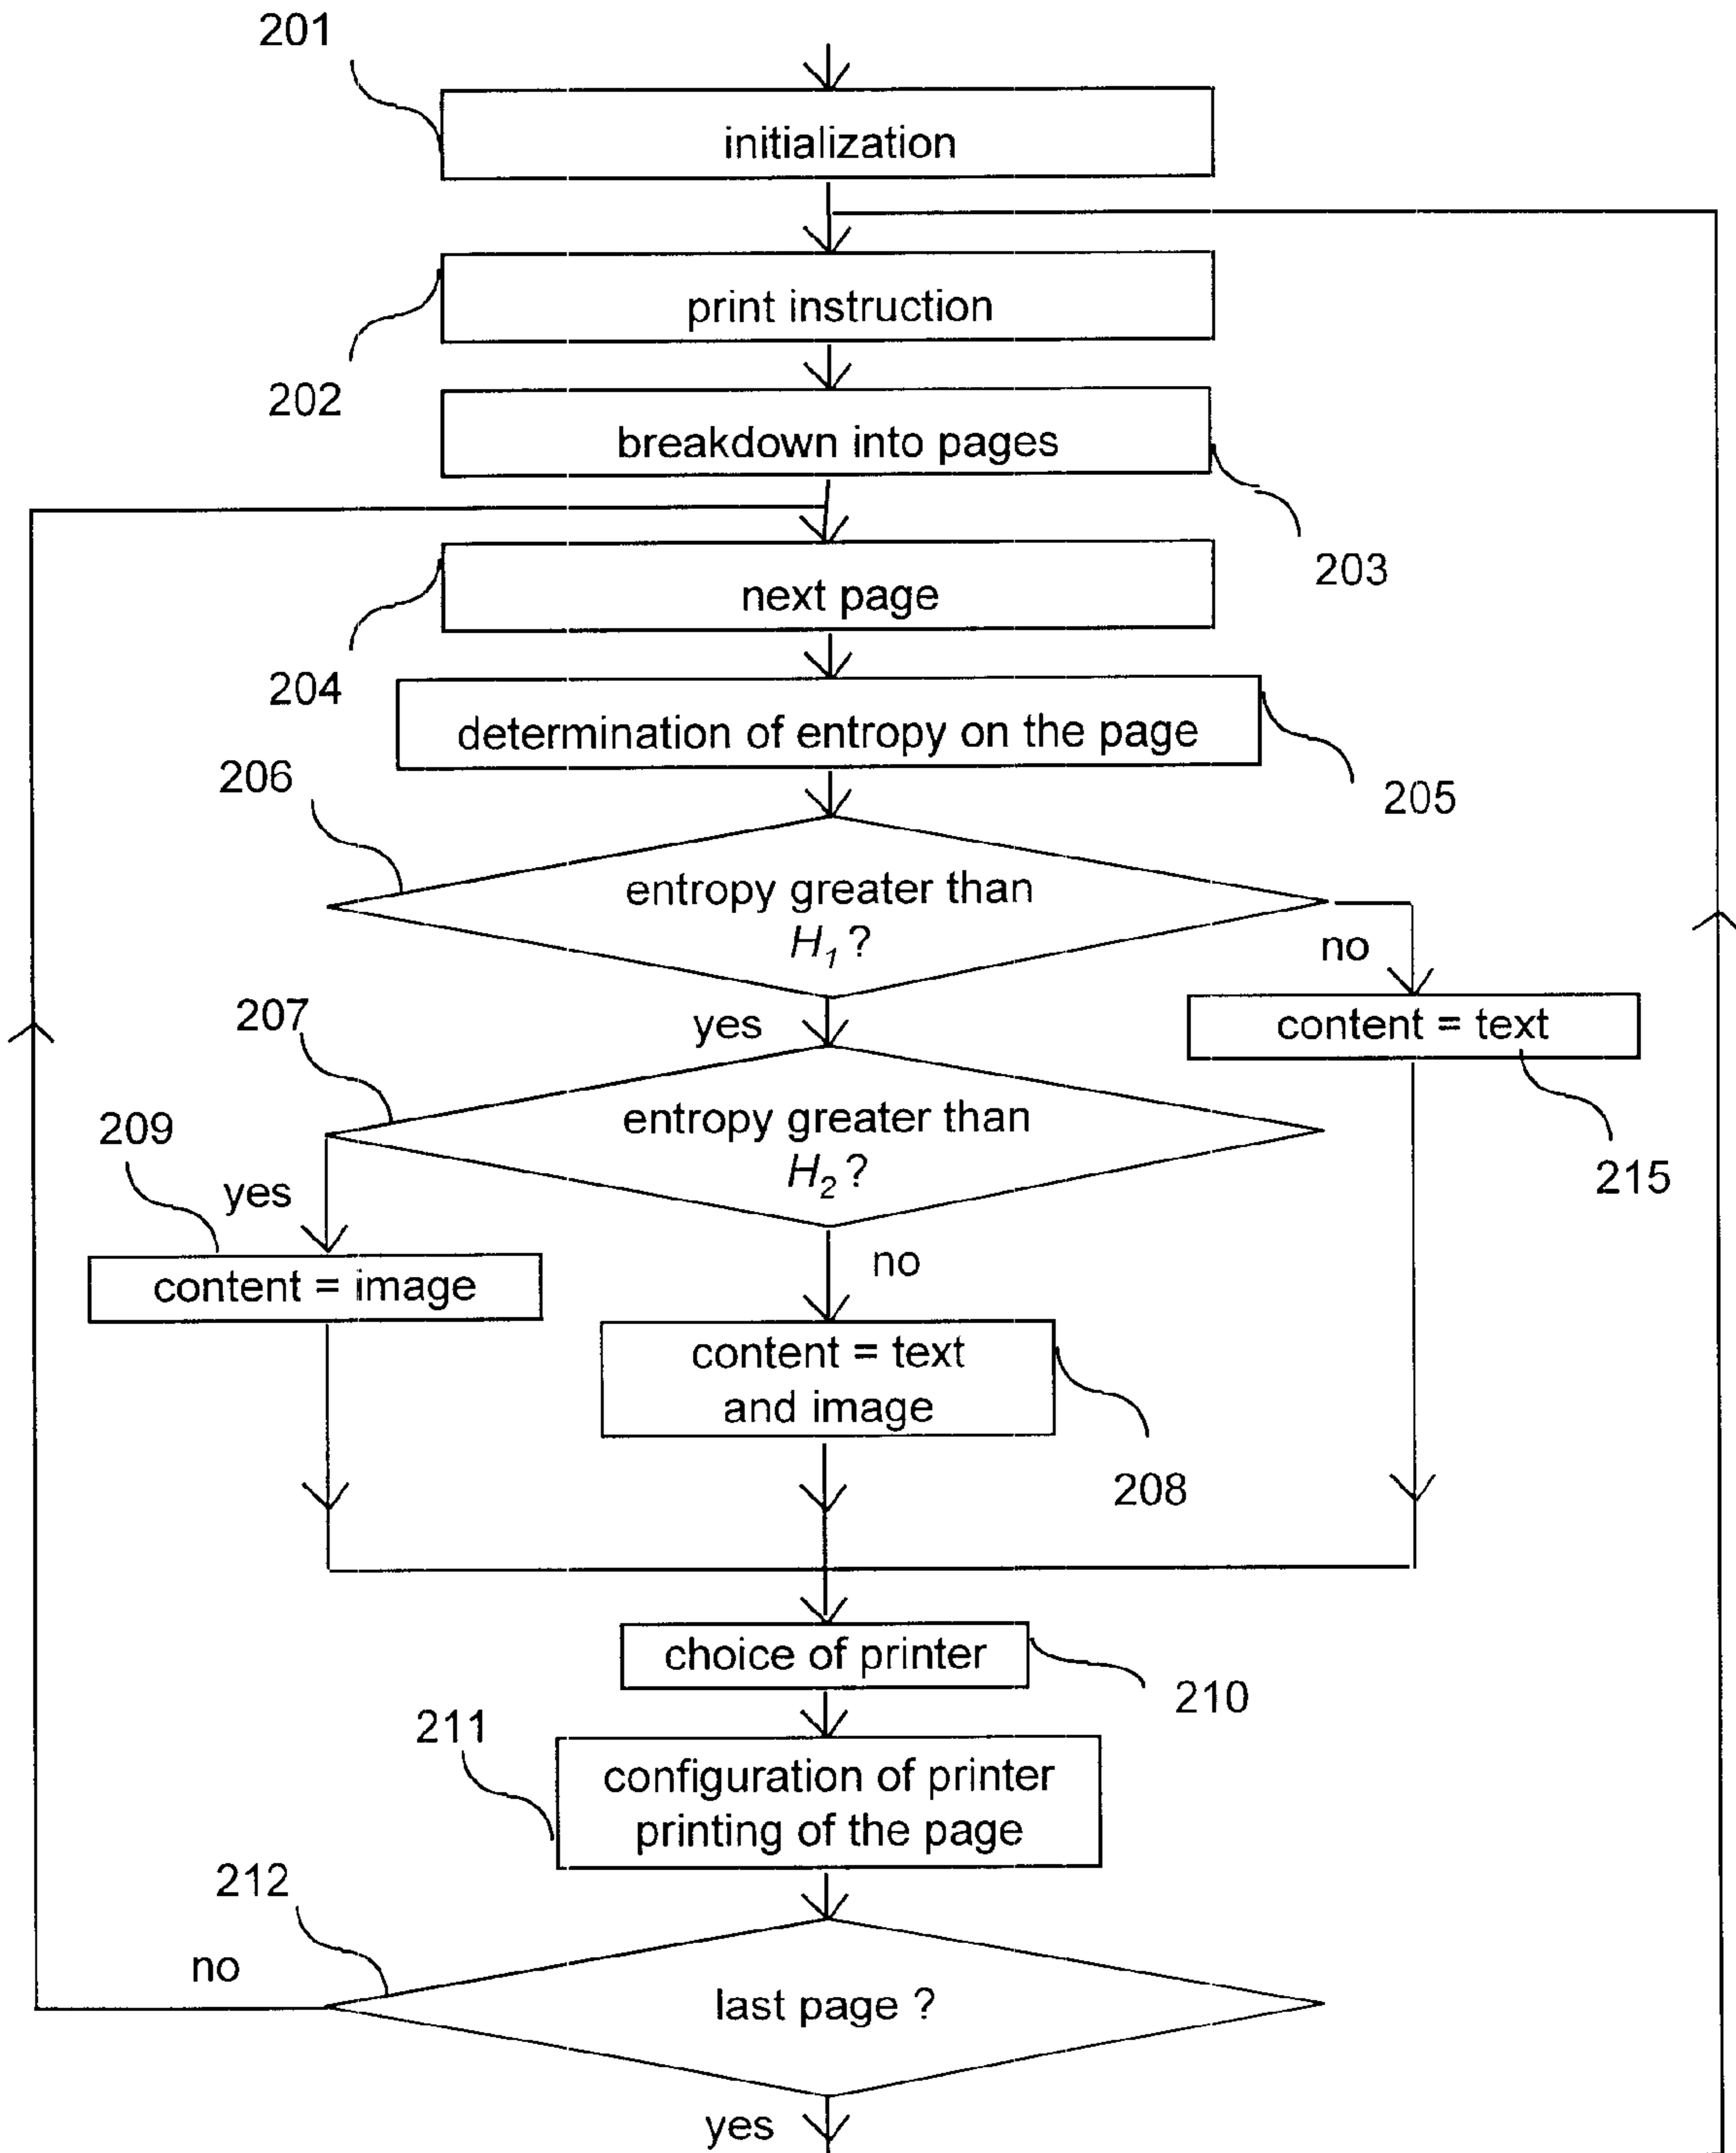 201
initialization
print instruction
202
breakdown into pages
203
next page
204
determination of entropy on the page
205
206
entropy greater than
H₁ ?
no
yes
content = text
215
207
entropy greater than
H₂ ?
209
yes
content = image
no
content = text
and image
208
choice of printer
210
211
configuration of printer
printing of the page
212
no
last page ?
yes